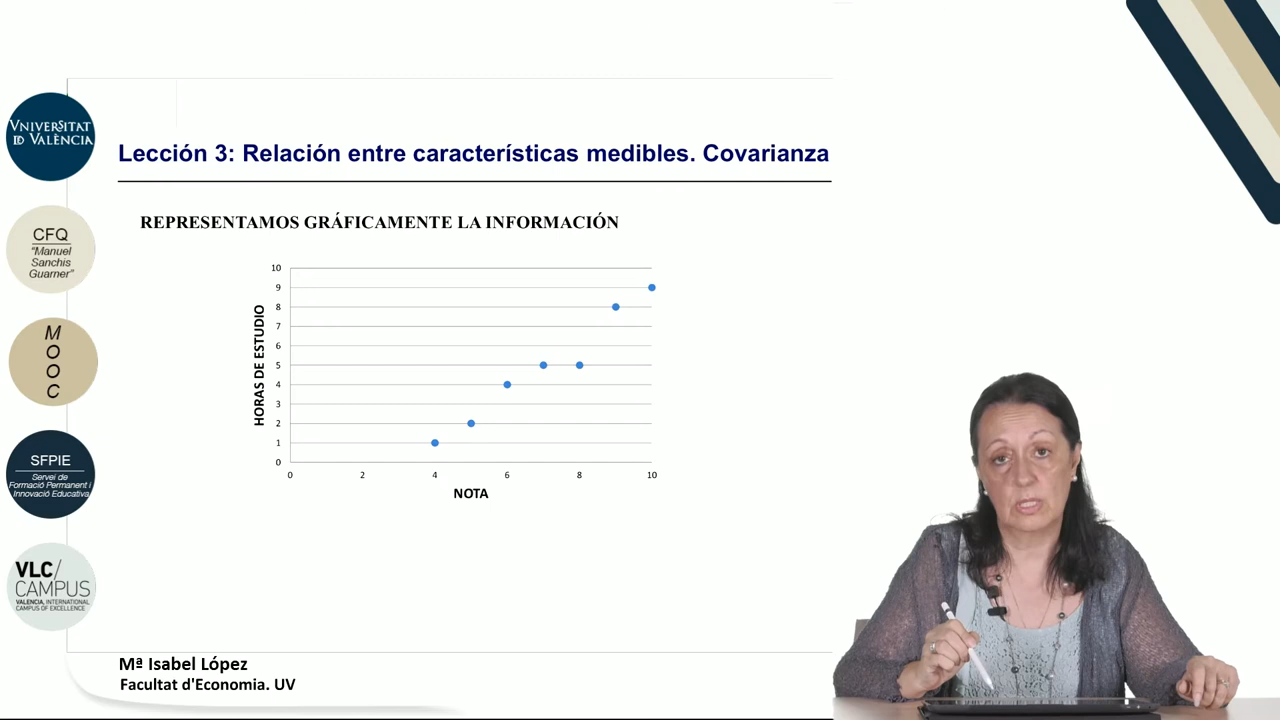 VNIVERSITAT
ID VALÈNCIA
Lección 3: Relación entre características medibles. Covarianza
REPRESENTAMOS GRÁFICAMENTE LA INFORMACIÓN
CFQ
"Manuel
Sanchis
Guarner"
M
O
O
C
SFPIE
Servei de
Formació Permanent i
Innovació Educativa
VLC/
CAMPUS
VALENCIA, INTERNATIONAL
CAMPUS OF EXCELLENCE
HORAS DE ESTUDIO
10
9
8
7
6
5
4
3
2
1
0
0 2 4 6 8 10
NOTA
Mª Isabel López
Facultat d'Economia. UV